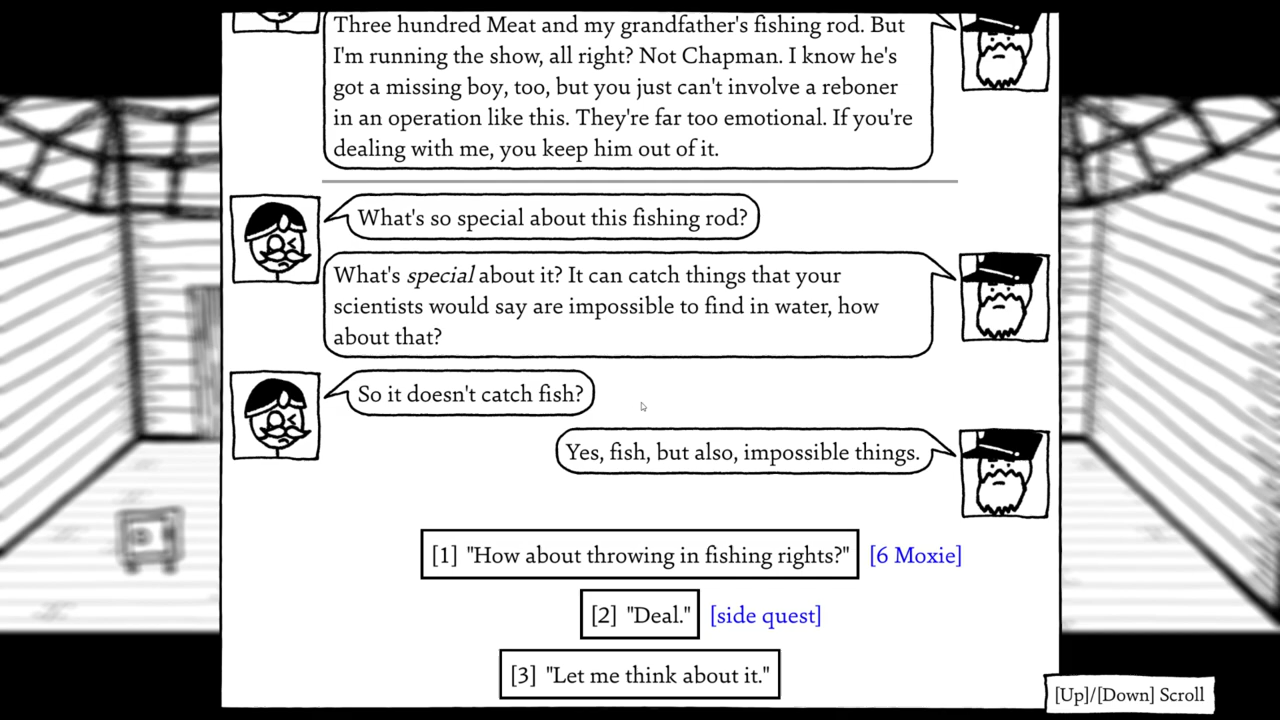 Three hundred Meat and my grandfather's fishing rod. But
I'm running the show, all right? Not Chapman. I know he's
got a missing boy, too, but you just can't involve a reboner
in an operation like this. They're far too emotional. If you're
dealing with me, you keep him out of it.
What's so special about this fishing rod?
What's special about it? It can catch things that your
scientists would say are impossible to find in water, how
about that?
So it doesn't catch fish?
Yes, fish, but also, impossible things.
[1] "How about throwing in fishing rights?" [6 Moxie]
[2] "Deal." [side quest]
[3] "Let me think about it."
[Up]/[Down] Scroll